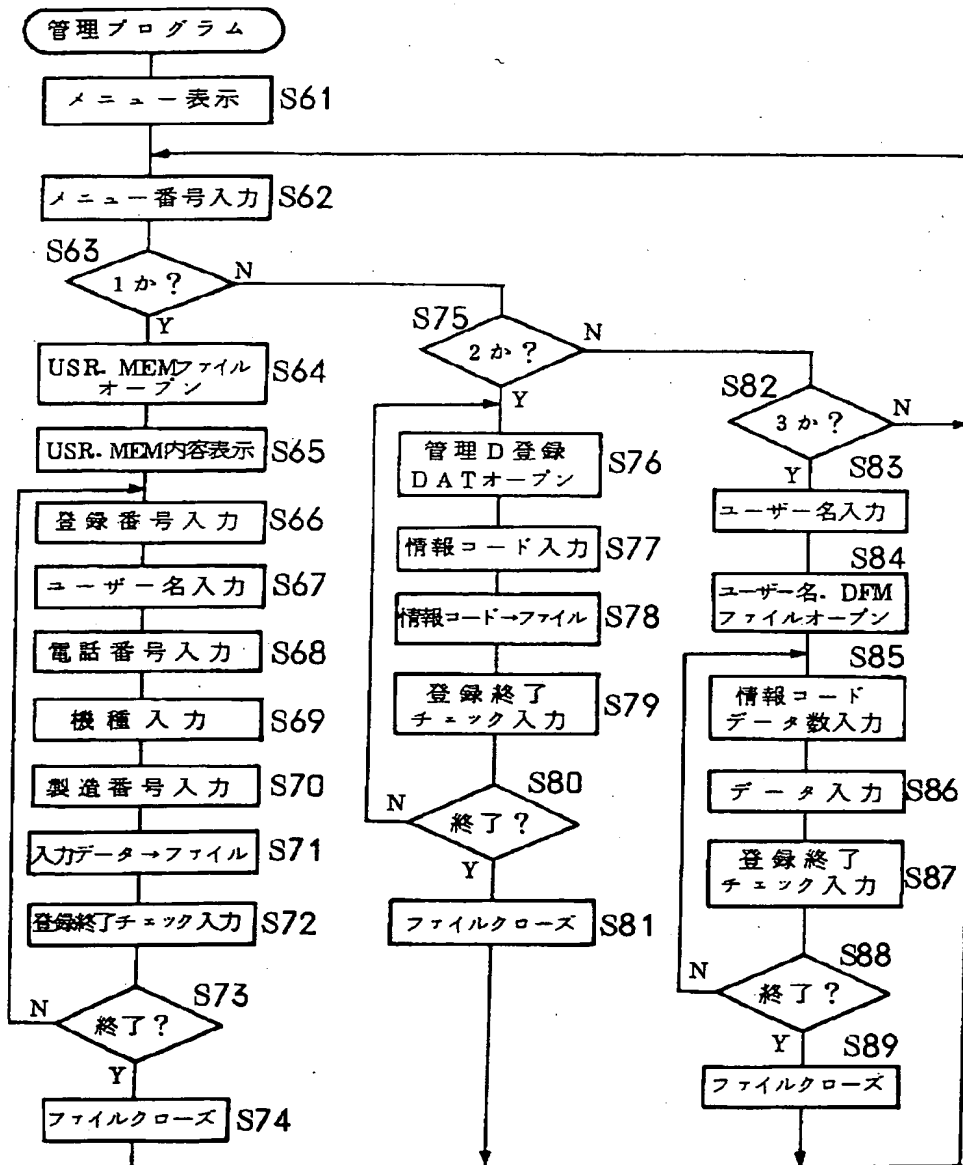 管理プログラム
メニュー表示 S61
メニュー番号入力 S62
S63
1か？
N
Y
USR. MEMファイル
オープン
S64
USR. MEM内容表示 S65
登録番号入力 S66
ユーザー名入力 S67
電話番号入力 S68
機種入力 S69
製造番号入力 S70
入力データ→ファイル S71
登録終了チェック入力 S72
S73
終了？
N
Y
ファイルクローズ S74
S75
2か？
N
Y
管理D登録
DATオープン
S76
情報コード入力 S77
情報コード→ファイル S78
登録終了
チェック入力
S79
S80
終了？
N
Y
ファイルクローズ S81
S82
3か？
N
Y
S83
ユーザー名入力
S84
ユーザー名. DFM
ファイルオープン
S85
情報コード
データ数入力
データ入力 S86
登録終了
チェック入力
S87
S88
終了？
N
Y
S89
ファイルクローズ